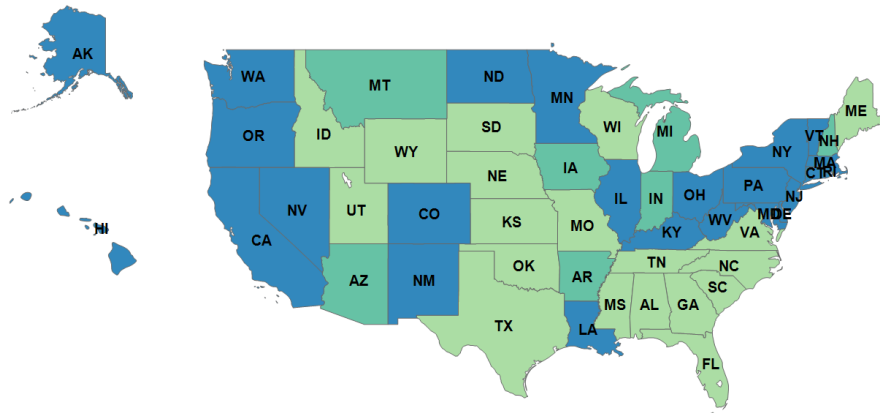 AK
WA
MT
ND
MN
ME
VT
NH
MI
WI
OR
ID
SD
NY
WY
MA
CT
RI
IA
NE
PA
NJ
IL
IN
OH
NV
UT
CO
MD
DE
WV
KS
MO
KY
VA
HI
CA
OK
TN
NC
AZ
NM
AR
SC
MS
AL
GA
TX
LA
FL